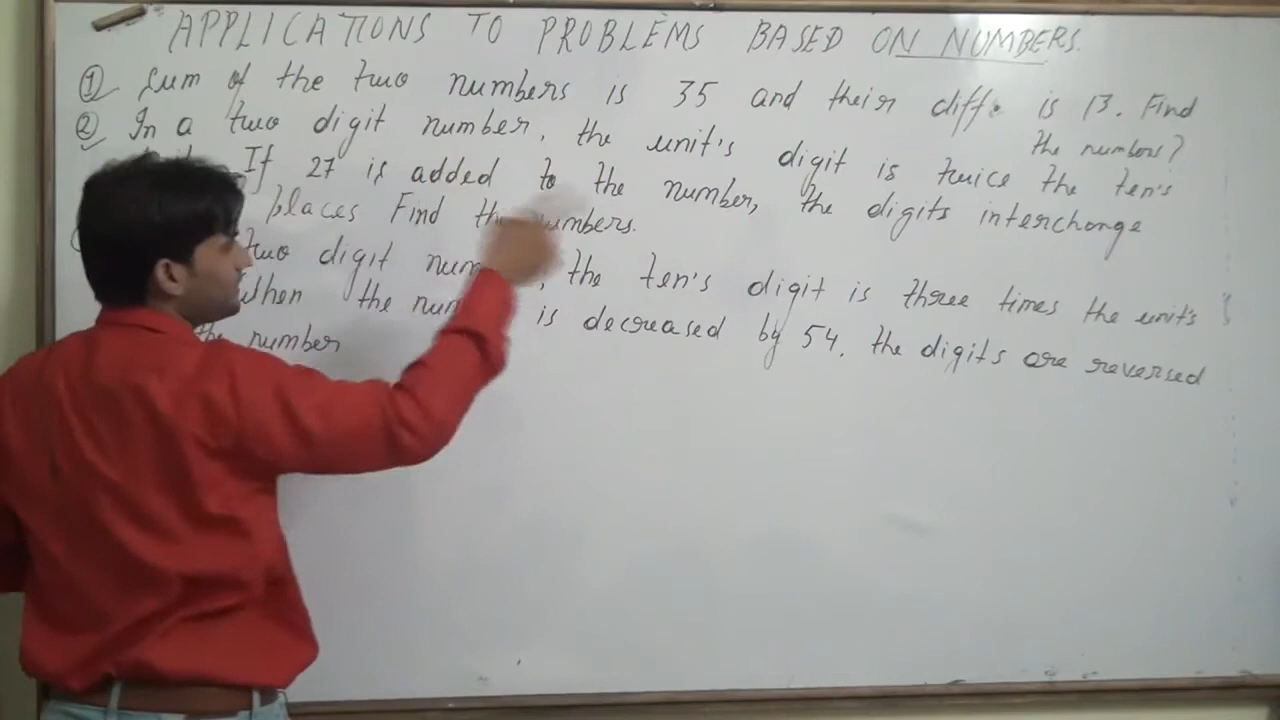 APPLICATIONS TO PROBLEMS BASED ON NUMBERS.
① Sum of the two numbers is 35 and their diff. is 13. Find the numbers?
② In a two digit number, the unit's digit is twice the ten's
If 27 is added to the number, the digits interchange
places Find the numbers.
two digit the ten's digit is three times the unit's
When the is decreased by 54. the digits are reversed
the number